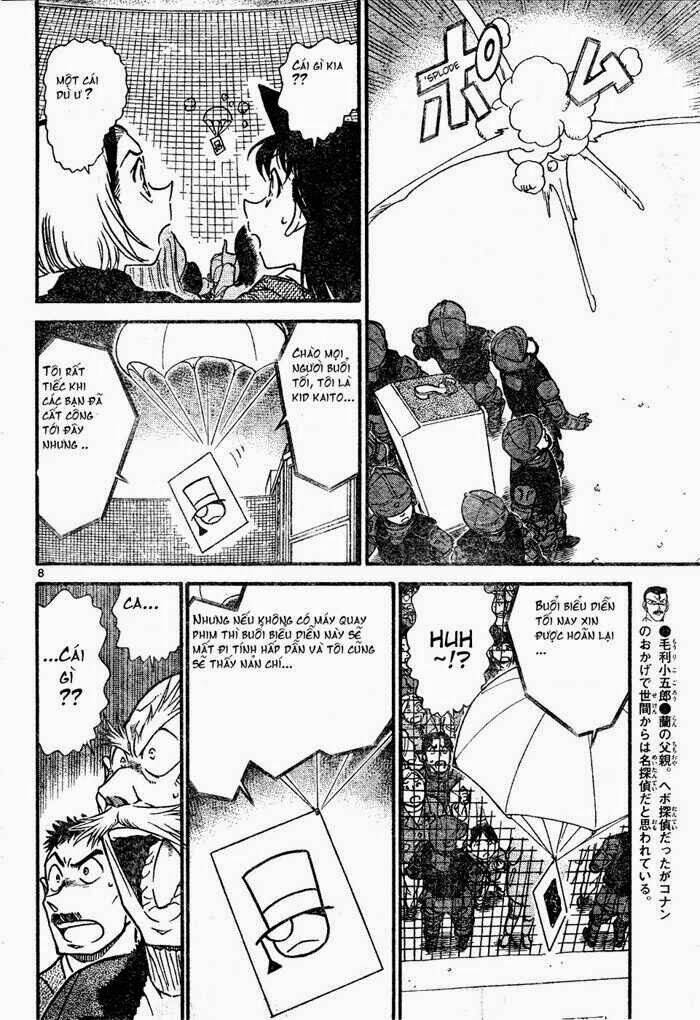 ポム
'SPLODE
CÁI GÌ KIA
??
MỘT CÁI
DÙ Ư ?
CHÀO MỌI
NGƯỜI BUỔI
TỐI, TÔI LÀ
KID KAITO...
TÔI RẤT
TIẾC KHI
CÁC BẠN ĐÃ
CẤT CÔNG
TỚI ĐÂY
NHƯNG ..
8
●毛利小五郎●蘭の父親。ヘボ探偵だったがコナン
のおかげで世間からは名探偵だと思われている。
BUỔI BIỂU DIỄN
TỐI NAY XIN
ĐƯỢC HOÃN LẠI
...
HUH
~!?
NHƯNG NẾU KHÔNG CÓ MÁY QUAY
PHIM THÌ BUỔI BIỂU DIỄN NÀY SẼ
MẤT ĐI TÍNH HẤP DẪN VÀ TÔI CŨNG
SẼ THẤY NẢN CHÍ...
CA...
...CÁI
GÌ
??